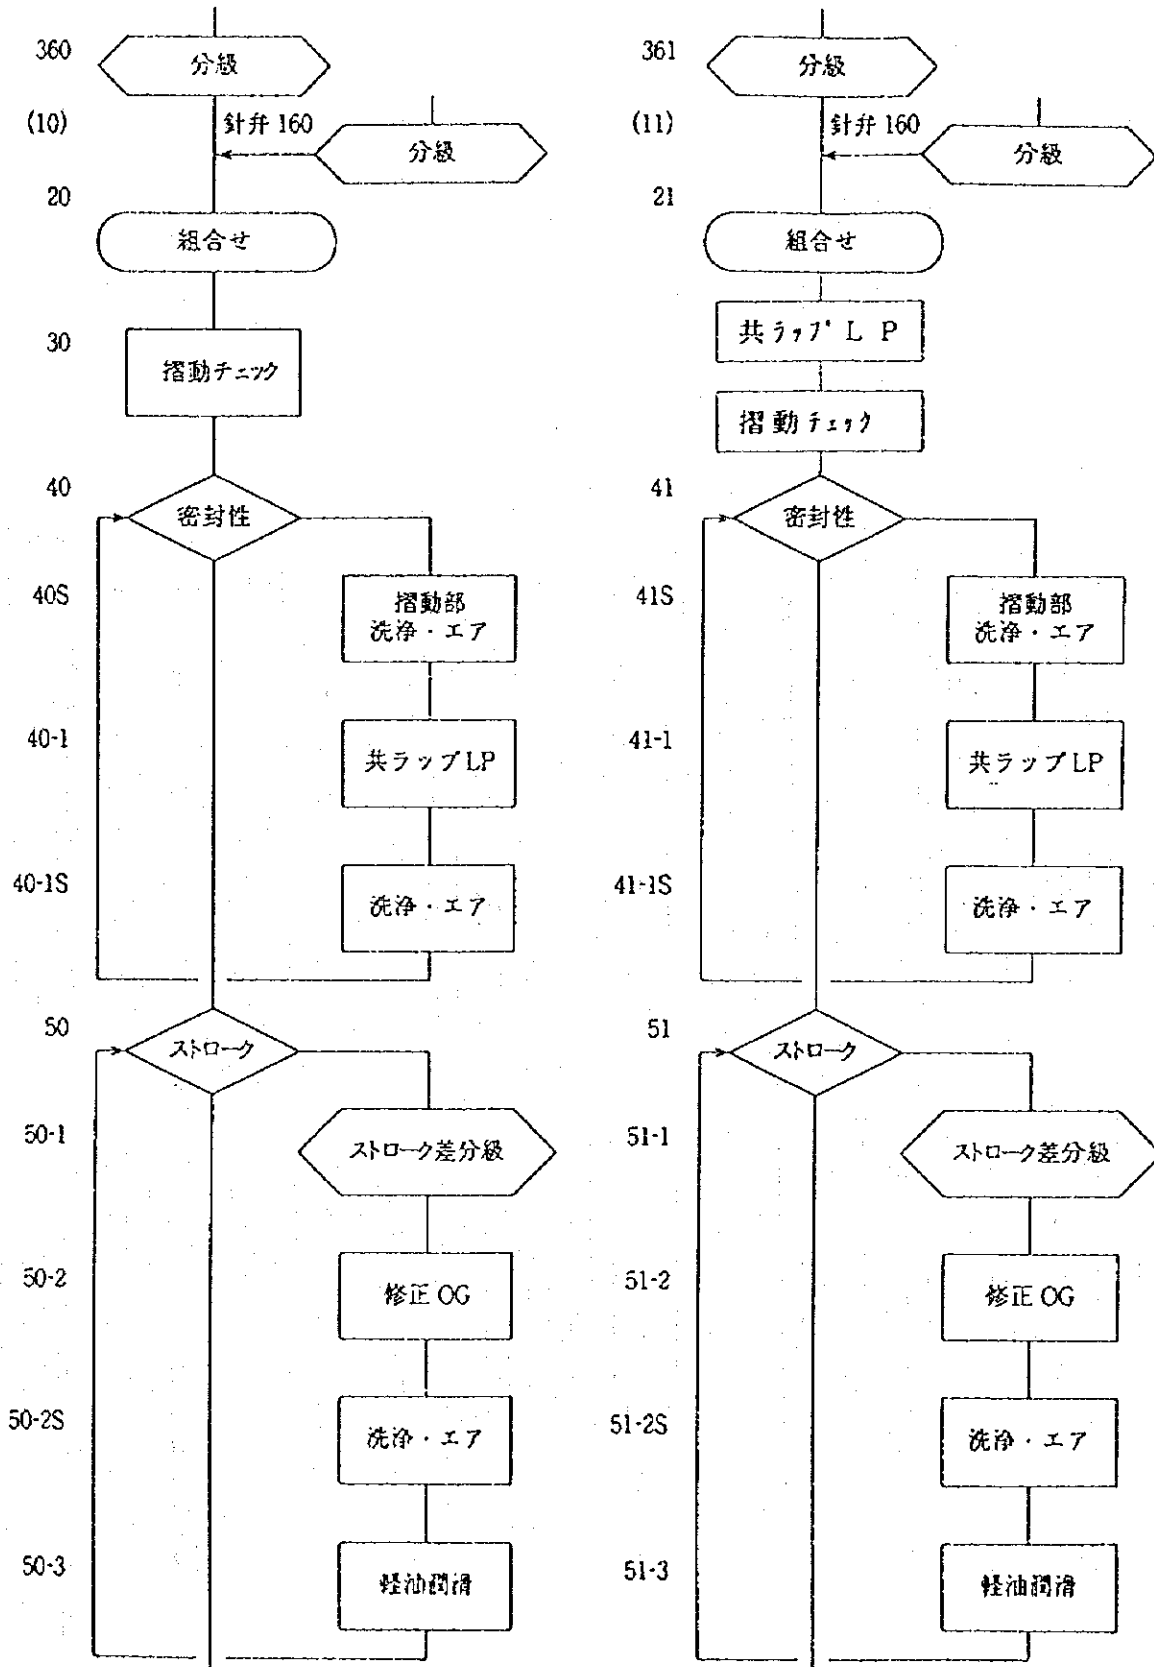 360
分級
(10)
針弁 160
分級
20
組合せ
30
摺動チェック
40
密封性
40S
摺動部
洗浄・エア
40-1
共ラップLP
40-1S
洗浄・エア
50
ストローク
50-1
ストローク差分級
50-2
修正OG
50-2S
洗浄・エア
50-3
軽油潤滑
361
分級
(11)
針弁 160
分級
21
組合せ
共ラップ LP
摺動チェック
41
密封性
41S
摺動部
洗浄・エア
41-1
共ラップLP
41-1S
洗浄・エア
51
ストローク
51-1
ストローク差分級
51-2
修正OG
51-2S
洗浄・エア
51-3
軽油潤滑